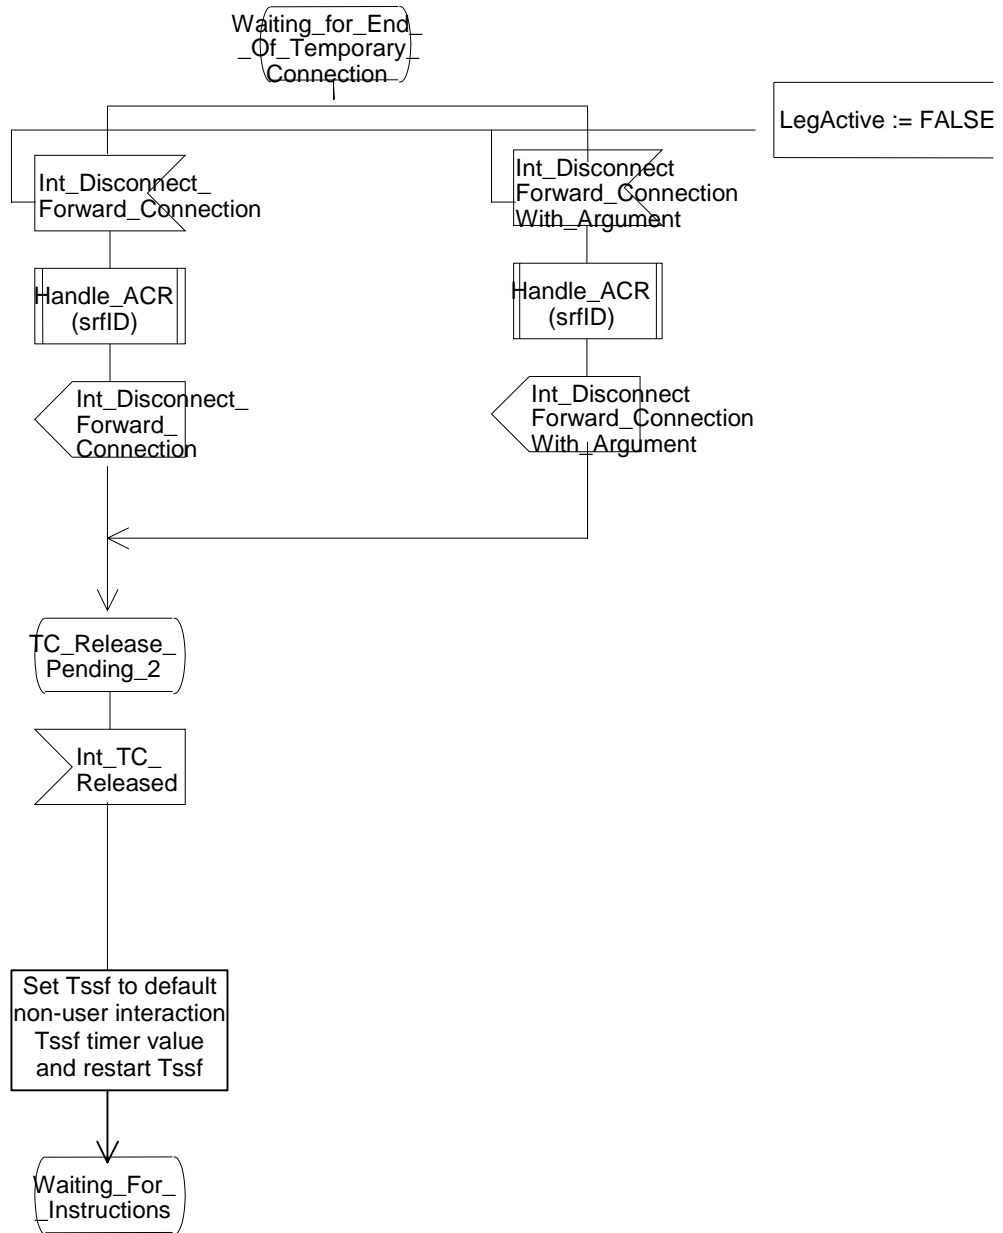 Waiting_for_End_
_Of_Temporary_
Connection
LegActive := FALSE
Int_Disconnect_
Forward_Connection
Int_Disconnect
Forward_Connection
With_Argument
Handle_ACR
(srfID)
Handle_ACR
(srfID)
Int_Disconnect_
Forward_
Connection
Int_Disconnect
Forward_Connection
With_Argument
TC_Release_
Pending_2
Int_TC_
Released
Set Tssf to default
non-user interaction
Tssf timer value
and restart Tssf
Waiting_For_
_Instructions